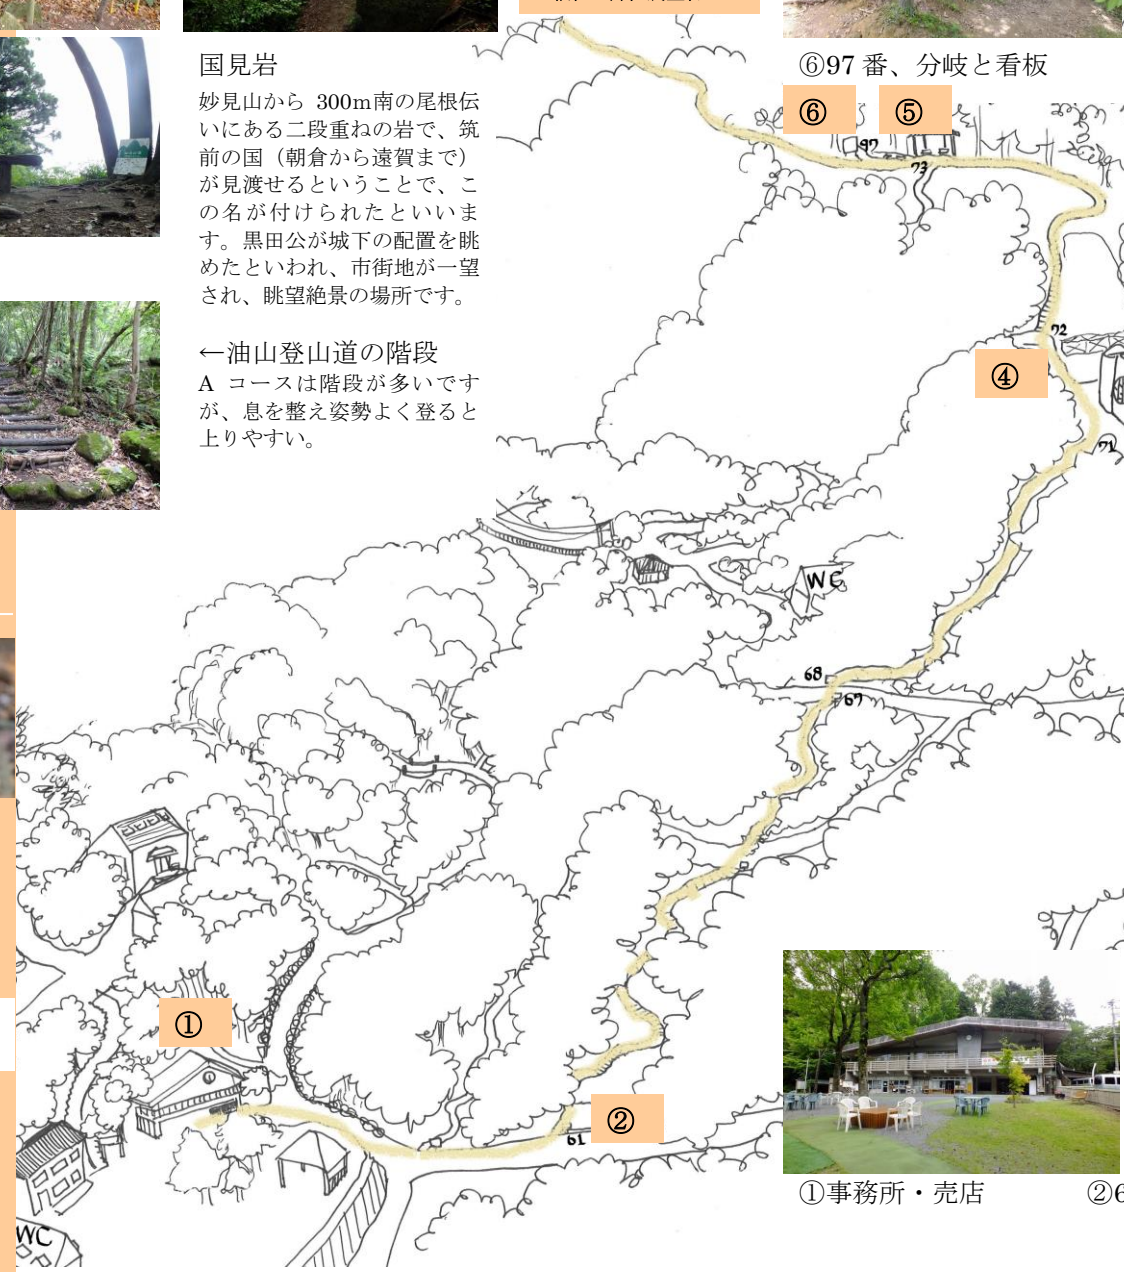 国見岩
妙見山から 300m南の尾根伝
いにある二段重ねの岩で、筑
前の国（朝倉から遠賀まで）
が見渡せるということで、こ
の名が付けられたといいま
す。黒田公が城下の配置を眺
めたといわれ、市街地が一望
され、眺望絶景の場所です。
←油山登山道の階段
A コースは階段が多いです
が、息を整え姿勢よく登ると
上りやすい。
⑥97 番、分岐と看板
⑥
⑤
97
73
72
④
71
WC
68
67
①
②
61
WC
①事務所・売店
②6